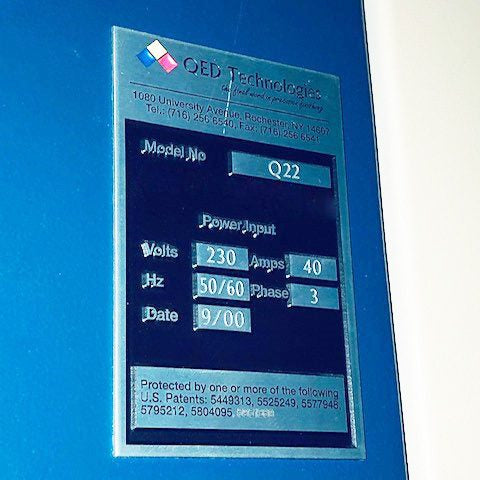 QED Technologies
the final word in precision finishing
1080 University Avenue, Rochester, NY 14607
Tel.: (716) 256 6540, Fax: (716) 256 6541
Model No Q22
Power Input
Volts 230 Amps 40
Hz 50/60 Phase 3
Date 9/00
Protected by one or more of the following
U.S. Patents: 5449313, 5525249, 5577948,
5795212, 5804095,